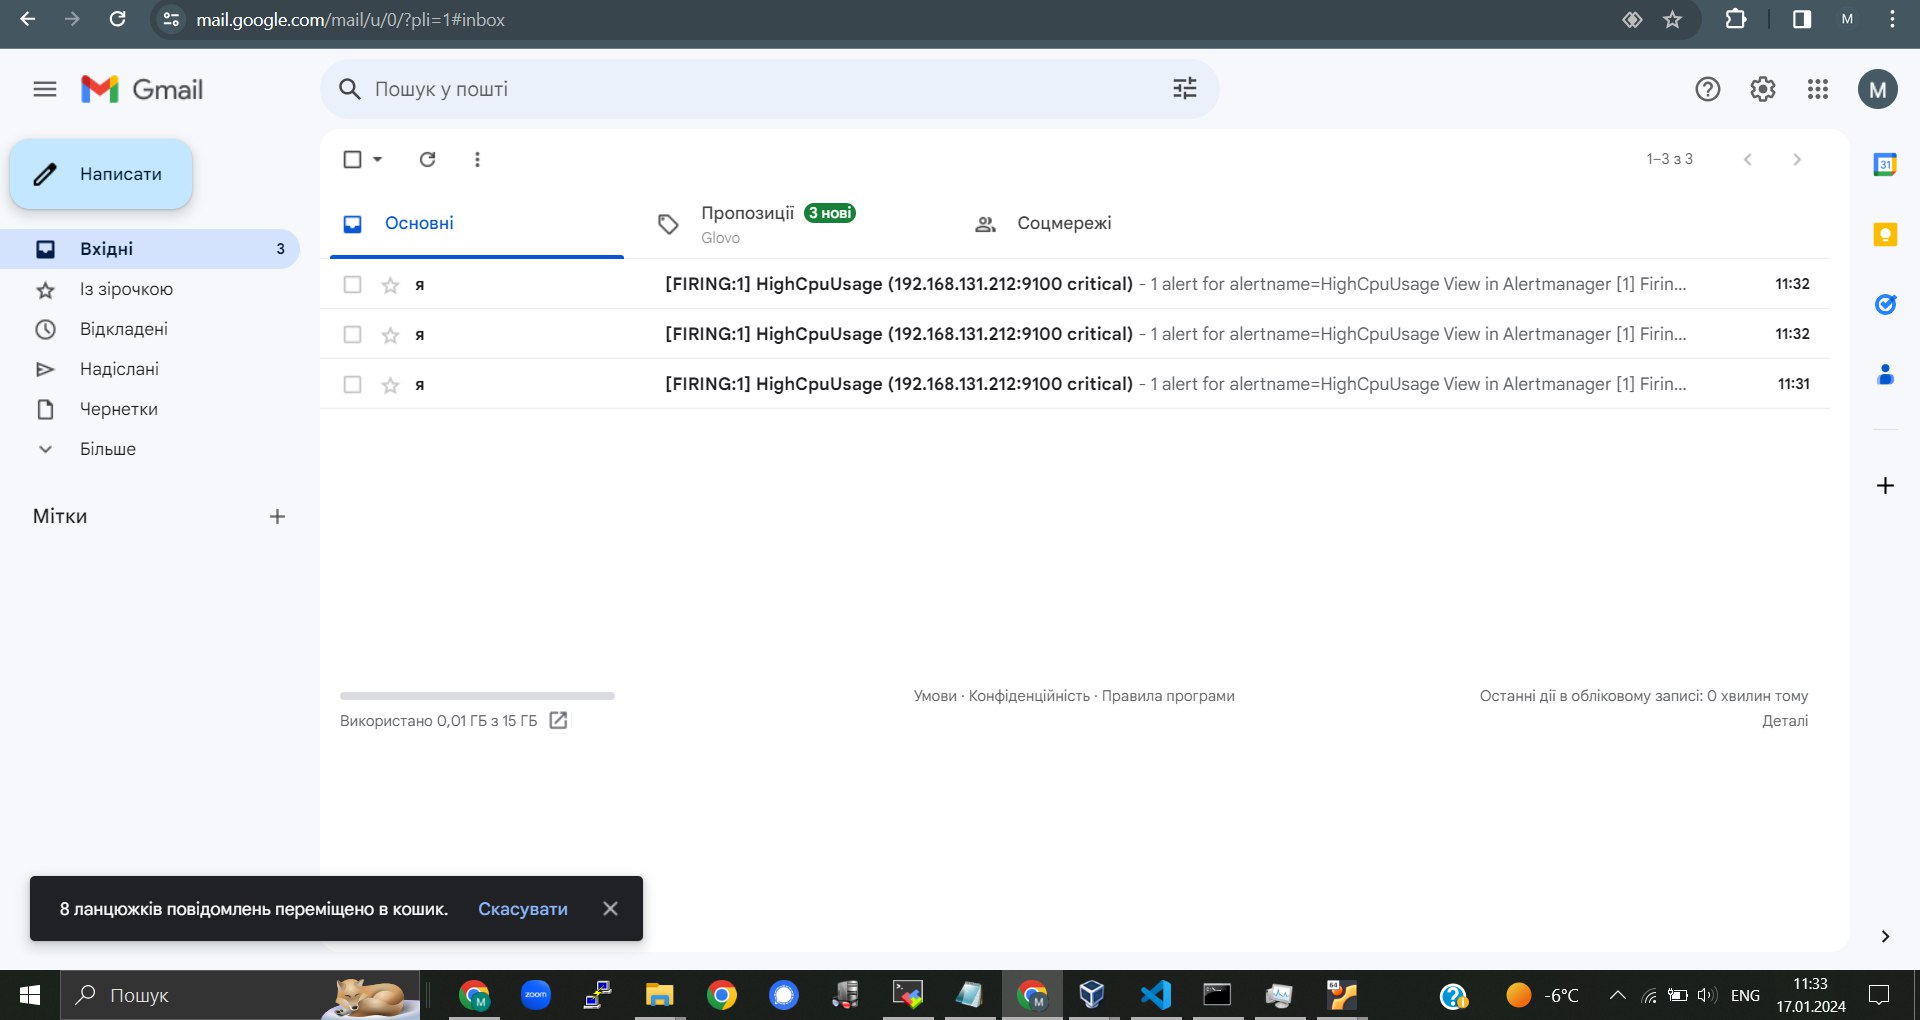 mail.google.com/mail/u/0/?pli=1#inbox
M
Gmail
Пошук у пошті
M
Написати
1–3 з 3
31
Основні
Пропозиції 3 нові
Glovo
Соцмережі
Вхідні 3
Із зірочкою
Відкладені
Надіслані
Чернетки
Більше
Мітки
я [FIRING:1] HighCpuUsage (192.168.131.212:9100 critical) - 1 alert for alertname=HighCpuUsage View in Alertmanager [1] Firin... 11:32
я [FIRING:1] HighCpuUsage (192.168.131.212:9100 critical) - 1 alert for alertname=HighCpuUsage View in Alertmanager [1] Firin... 11:32
я [FIRING:1] HighCpuUsage (192.168.131.212:9100 critical) - 1 alert for alertname=HighCpuUsage View in Alertmanager [1] Firin... 11:31
Використано 0,01 ГБ з 15 ГБ
Умови · Конфіденційність · Правила програми
Останні дії в обліковому записі: 0 хвилин тому
Деталі
8 ланцюжків повідомлень переміщено в кошик. Скасувати
Пошук
M
zoom
M
64
-6°C
ENG
11:33
17.01.2024